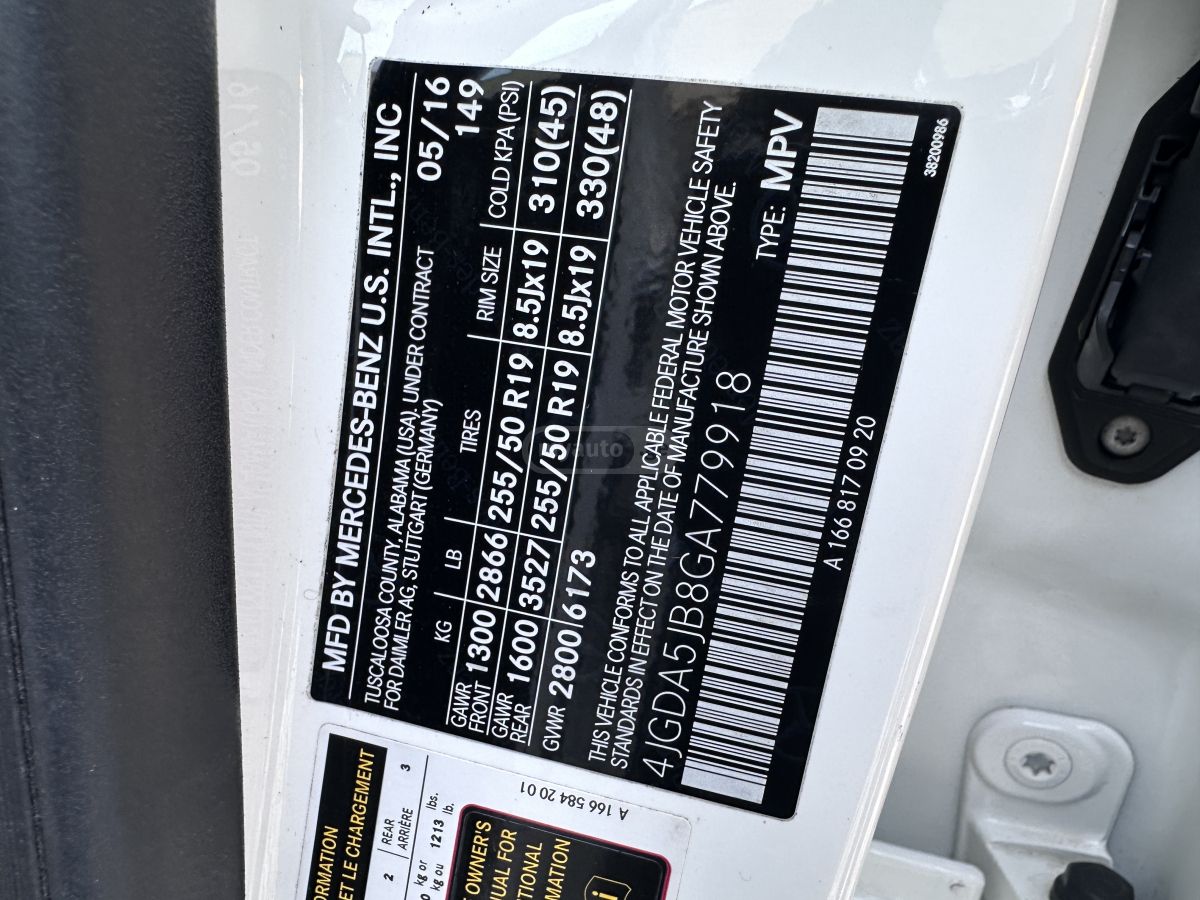 MFD BY MERCEDES-BENZ U.S. INTL., INC
TUSCALOOSA COUNTY, ALABAMA (USA), UNDER CONTRACT 05/16
FOR DAIMLER AG, STUTTGART (GERMANY) 149
KG LB TIRES RIM SIZE COLD KPA (PSI)
GAWR FRONT 1300 2866 255/50 R19 8.5Jx19 310(45)
GAWR REAR 1600 3527 255/50 R19 8.5Jx19 330(48)
GVWR 2800 6173
THIS VEHICLE CONFORMS TO ALL APPLICABLE FEDERAL MOTOR VEHICLE SAFETY
STANDARDS IN EFFECT ON THE DATE OF MANUFACTURE SHOWN ABOVE.
4JGDA5JB8GA779918 TYPE: MPV
A 166 817 09 20
38200986
A 166 584 20 01
ET LE CHARGEMENT
2 REAR 3
ARRIÈRE
kg or lbs.
kg ou 1213 lb.
OWNER'S
FOR
i